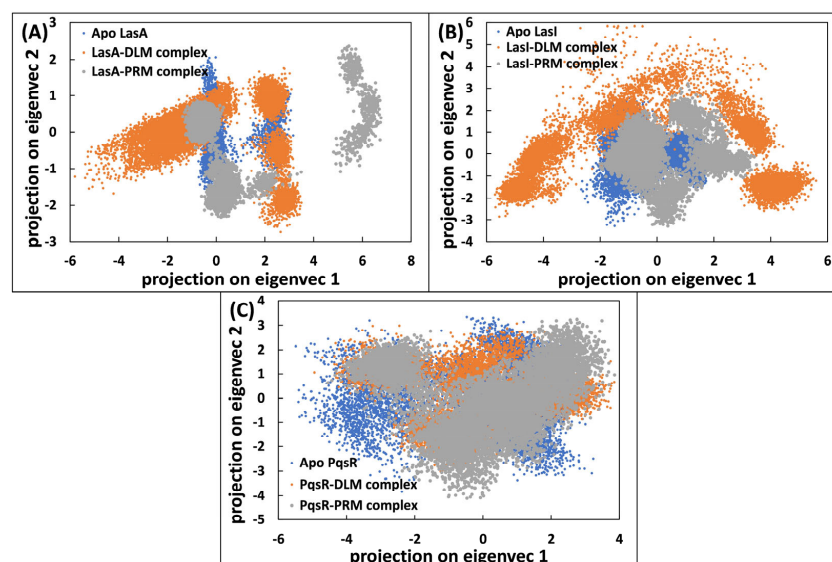 (A)
Apo LasA
LasA-DLM complex
LasA-PRM complex
projection on eigenvec 2
3
2
1
0
-1
-2
-3
-6 -4 -2 0 2 4 6 8
projection on eigenvec 1
(B)
Apo LasI
LasI-DLM complex
LasI-PRM complex
projection on eigenvec 2
6
5
4
3
2
1
0
-1
-2
-3
-4
-6 -4 -2 0 2 4 6
projection on eigenvec 1
(C)
Apo PqsR
PqsR-DLM complex
PqsR-PRM complex
projection on eigenvec 2
4
3
2
1
0
-1
-2
-3
-4
-5
-6 -4 -2 0 2 4
projection on eigenvec 1